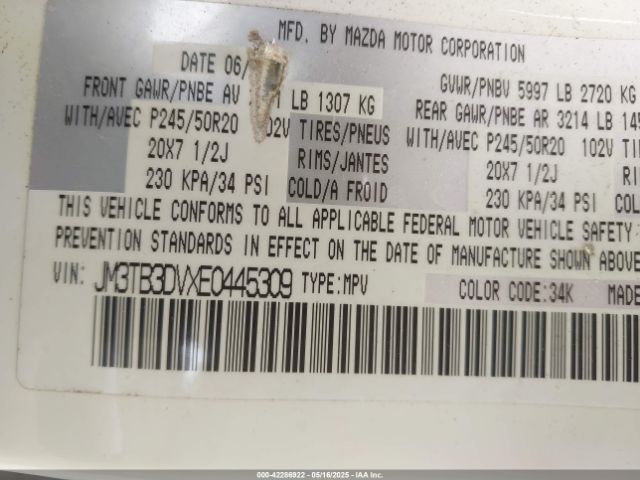 MFD. BY MAZDA MOTOR CORPORATION
DATE 06/ GVWR/PNBV 5997 LB 2720 KG
FRONT GAWR/PNBE AV LB 1307 KG REAR GAWR/PNBE AR 3214 LB
WITH/AVEC P245/50R20 102V TIRES/PNEUS WITH/AVEC P245/50R20 102V
20X7 1/2J RIMS/JANTES 20X7 1/2J
230 KPA/34 PSI COLD/A FROID 230 KPA/34 PSI
THIS VEHICLE CONFORMS TO ALL APPLICABLE FEDERAL MOTOR VEHICLE SAFETY
PREVENTION STANDARDS IN EFFECT ON THE DATE OF MANUFACTURE SHOWN ABOVE
VIN: JM3TB3DVXE0445309 TYPE:MPV COLOR CODE:34K MADE
000-42286922 - 05/16/2025 - IAAI CORP.